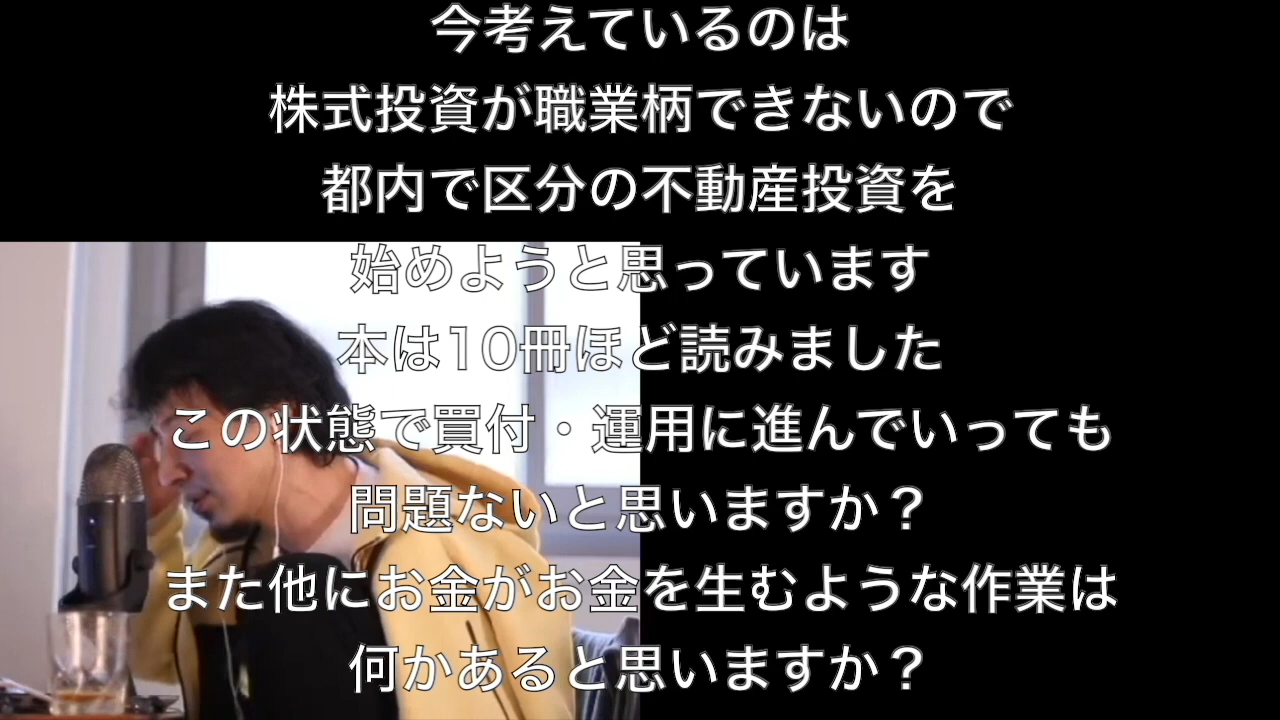 今考えているのは
株式投資が職業柄できないので
都内で区分の不動産投資を
始めようと思っています
本は10冊ほど読みました
この状態で買付・運用に進んでいっても
問題ないと思いますか？
また他にお金がお金を生むような作業は
何かあると思いますか？